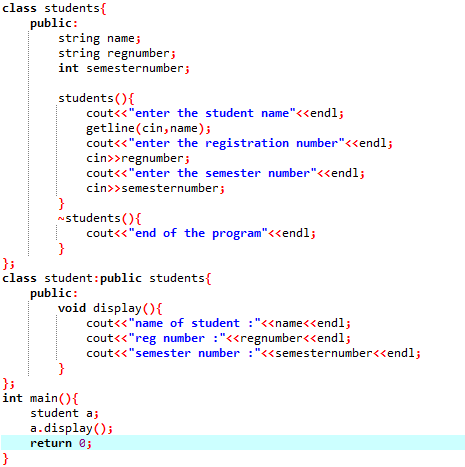 class students{
    public:
        string name;
        string regnumber;
        int semesternumber;

        students(){
            cout<<"enter the student name"<<endl;
            getline(cin,name);
            cout<<"enter the registration number"<<endl;
            cin>>regnumber;
            cout<<"enter the semester number"<<endl;
            cin>>semesternumber;
        }
        ~students(){
            cout<<"end of the program"<<endl;
        }
};
class student:public students{
    public:
        void display(){
            cout<<"name of student :"<<name<<endl;
            cout<<"reg number :"<<regnumber<<endl;
            cout<<"semester number :"<<semesternumber<<endl;
        }
};
int main(){
    student a;
    a.display();
    return 0;
}